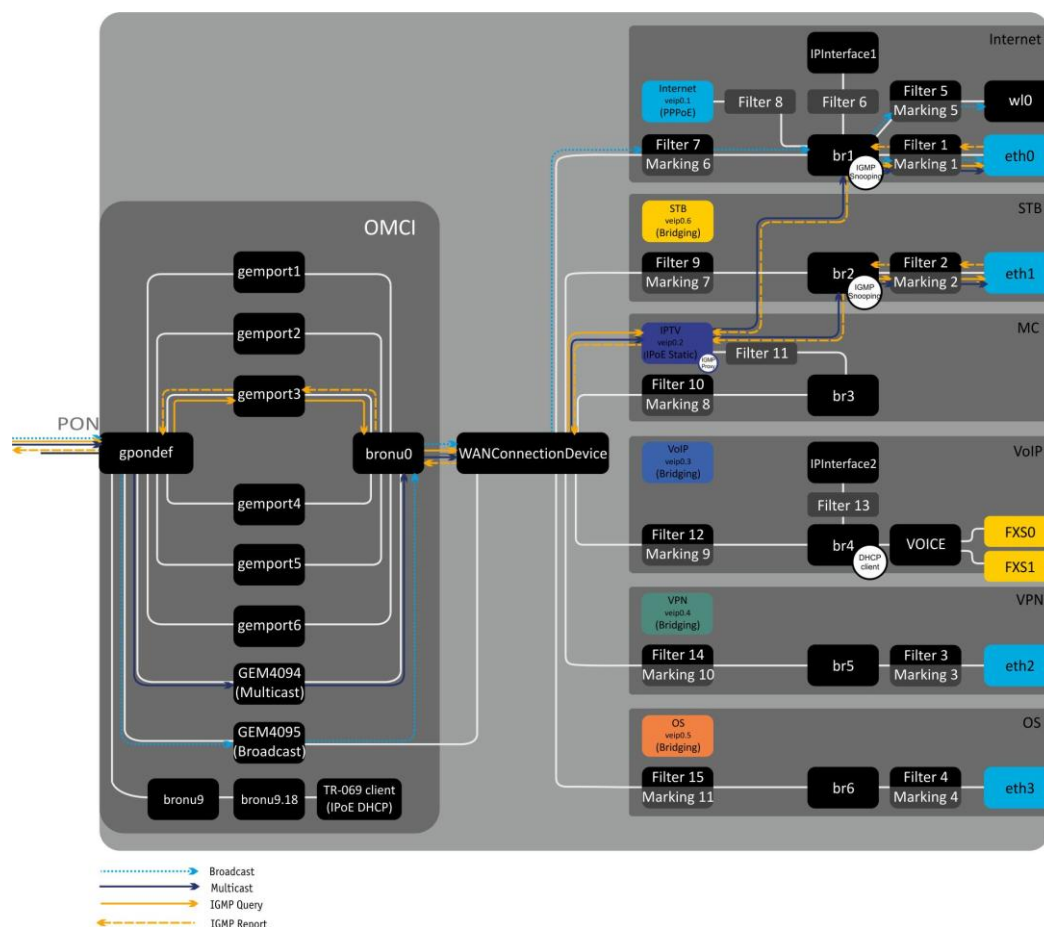 Internet
IPInterface1
Internet
veip0.1
(PPPoE)
Filter 8
Filter 6
Filter 5
Marking 5
wl0
Filter 7
Marking 6
br1
IGMP
Snooping
Filter 1
Marking 1
eth0
STB
STB
veip0.6
(Bridging)
Filter 9
Marking 7
br2
IGMP
Snooping
Filter 2
Marking 2
eth1
MC
IPTV
veip0.2
(IPoE Static)
IGMP
Proxy
Filter 11
Filter 10
Marking 8
br3
VoIP
VoIP
veip0.3
(Bridging)
IPInterface2
Filter 13
Filter 12
Marking 9
br4
DHCP
client
VOICE
FXS0
FXS1
VPN
VPN
veip0.4
(Bridging)
Filter 14
Marking 10
br5
Filter 3
Marking 3
eth2
OS
OS
veip0.5
(Bridging)
Filter 15
Marking 11
br6
Filter 4
Marking 4
eth3
OMCI
gemport1
gemport2
gemport3
PON
gpondef
bronu0
WANConnectionDevice
gemport4
gemport5
gemport6
GEM4094
(Multicast)
GEM4095
(Broadcast)
bronu9
bronu9.18
TR-069 client
(IPoE DHCP)
Broadcast
Multicast
IGMP Query
IGMP Report